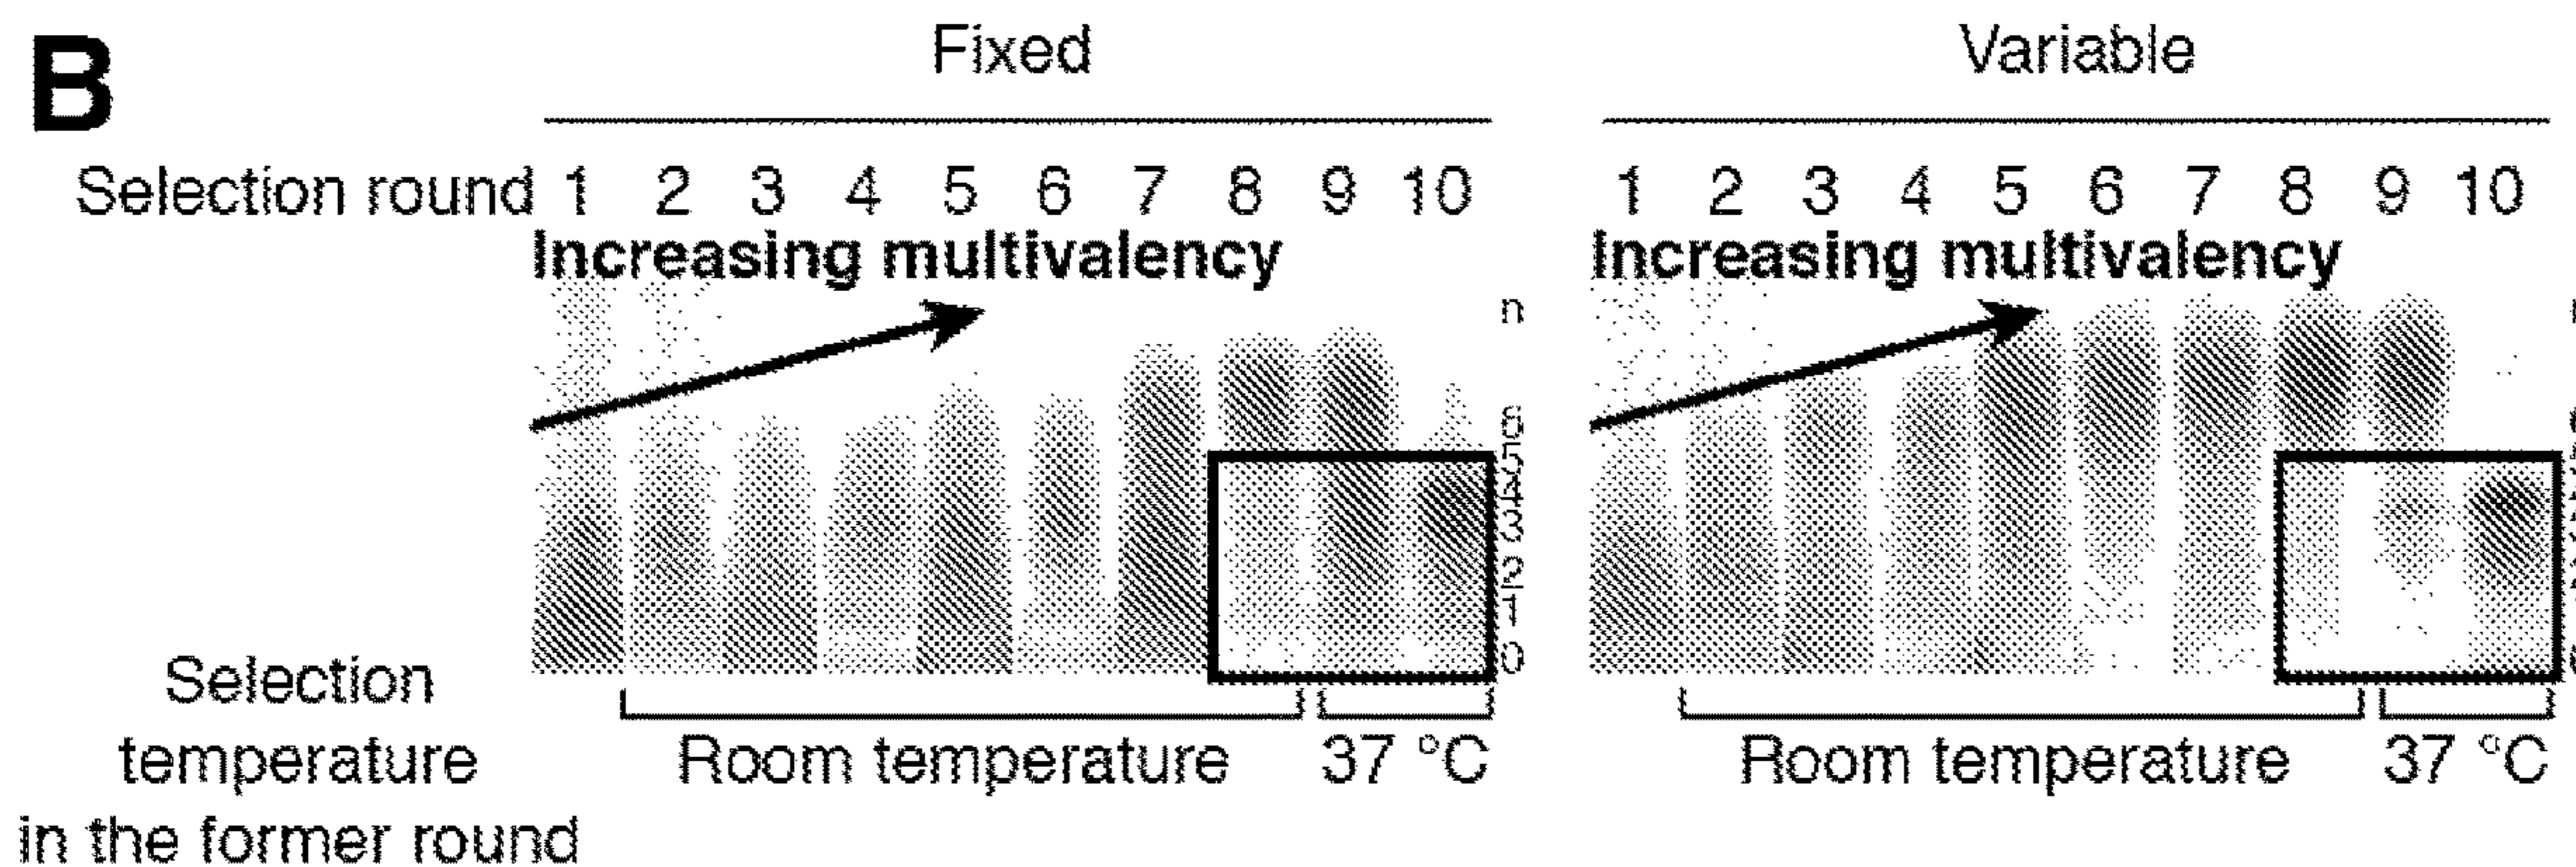 B
Fixed
Variable
Selection round 1 2 3 4 5 6 7 8 9 10
1 2 3 4 5 6 7 8 9 10
Increasing multivalency
Increasing multivalency
n
6
5
4
3
2
1
0
Selection
temperature
in the former round
Room temperature
37 °C
Room temperature
37 °C